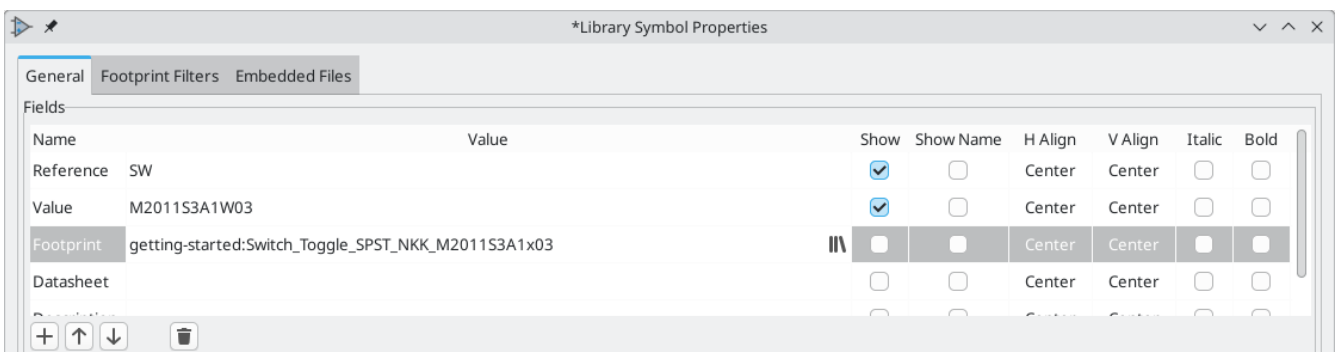 *Library Symbol Properties
General Footprint Filters Embedded Files
Fields
Name Value Show Show Name H Align V Align Italic Bold
Reference SW Center Center
Value M2011S3A1W03 Center Center
Footprint getting-started:Switch_Toggle_SPST_NKK_M2011S3A1x03 Center Center
Datasheet Center Center